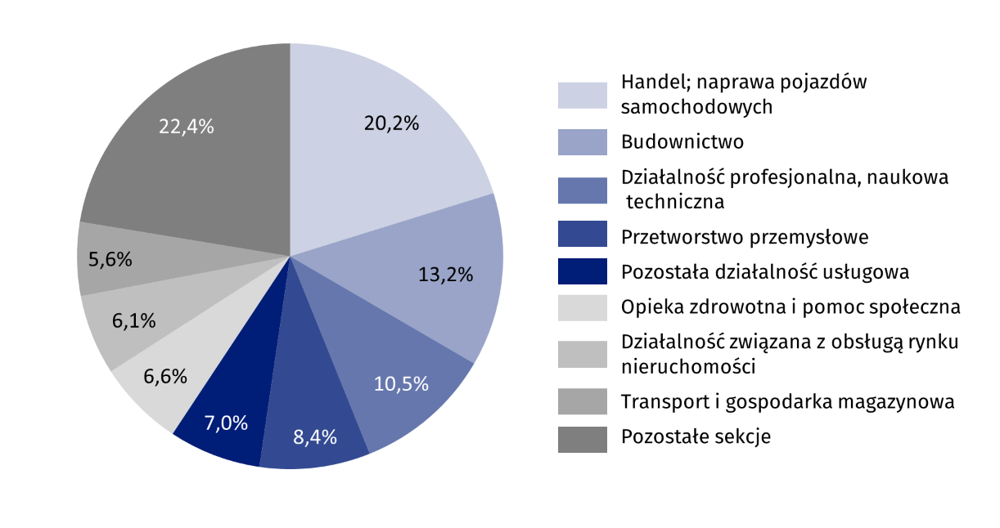 22,4%
20,2%
5,6%
13,2%
6,1%
6,6%
10,5%
7,0%
8,4%
Handel; naprawa pojazdów
samochodowych
Budownictwo
Działalność profesjonalna, naukowa
techniczna
Przetworstwo przemysłowe
Pozostała działalność usługowa
Opieka zdrowotna i pomoc społeczna
Działalność związana z obsługą rynku
nieruchomości
Transport i gospodarka magazynowa
Pozostałe sekcje